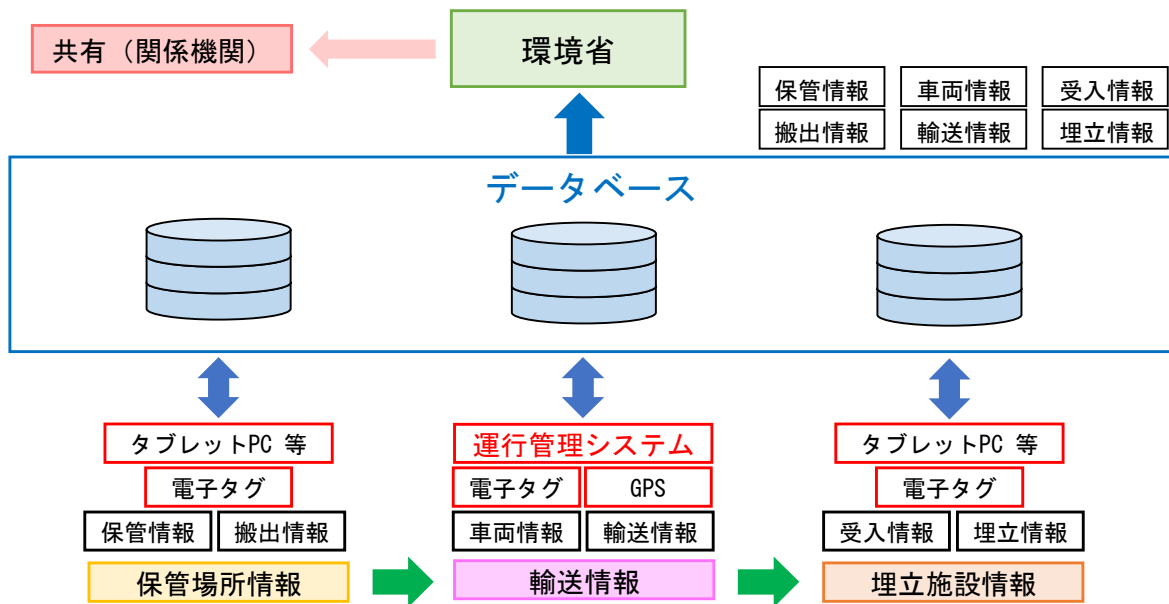 共有（関係機関）
環境省
保管情報 車両情報 受入情報
搬出情報 輸送情報 埋立情報
データベース
タブレットPC 等 運行管理システム タブレットPC 等
電子タグ 電子タグ GPS 電子タグ
保管情報 搬出情報 車両情報 輸送情報 受入情報 埋立情報
保管場所情報 輸送情報 埋立施設情報